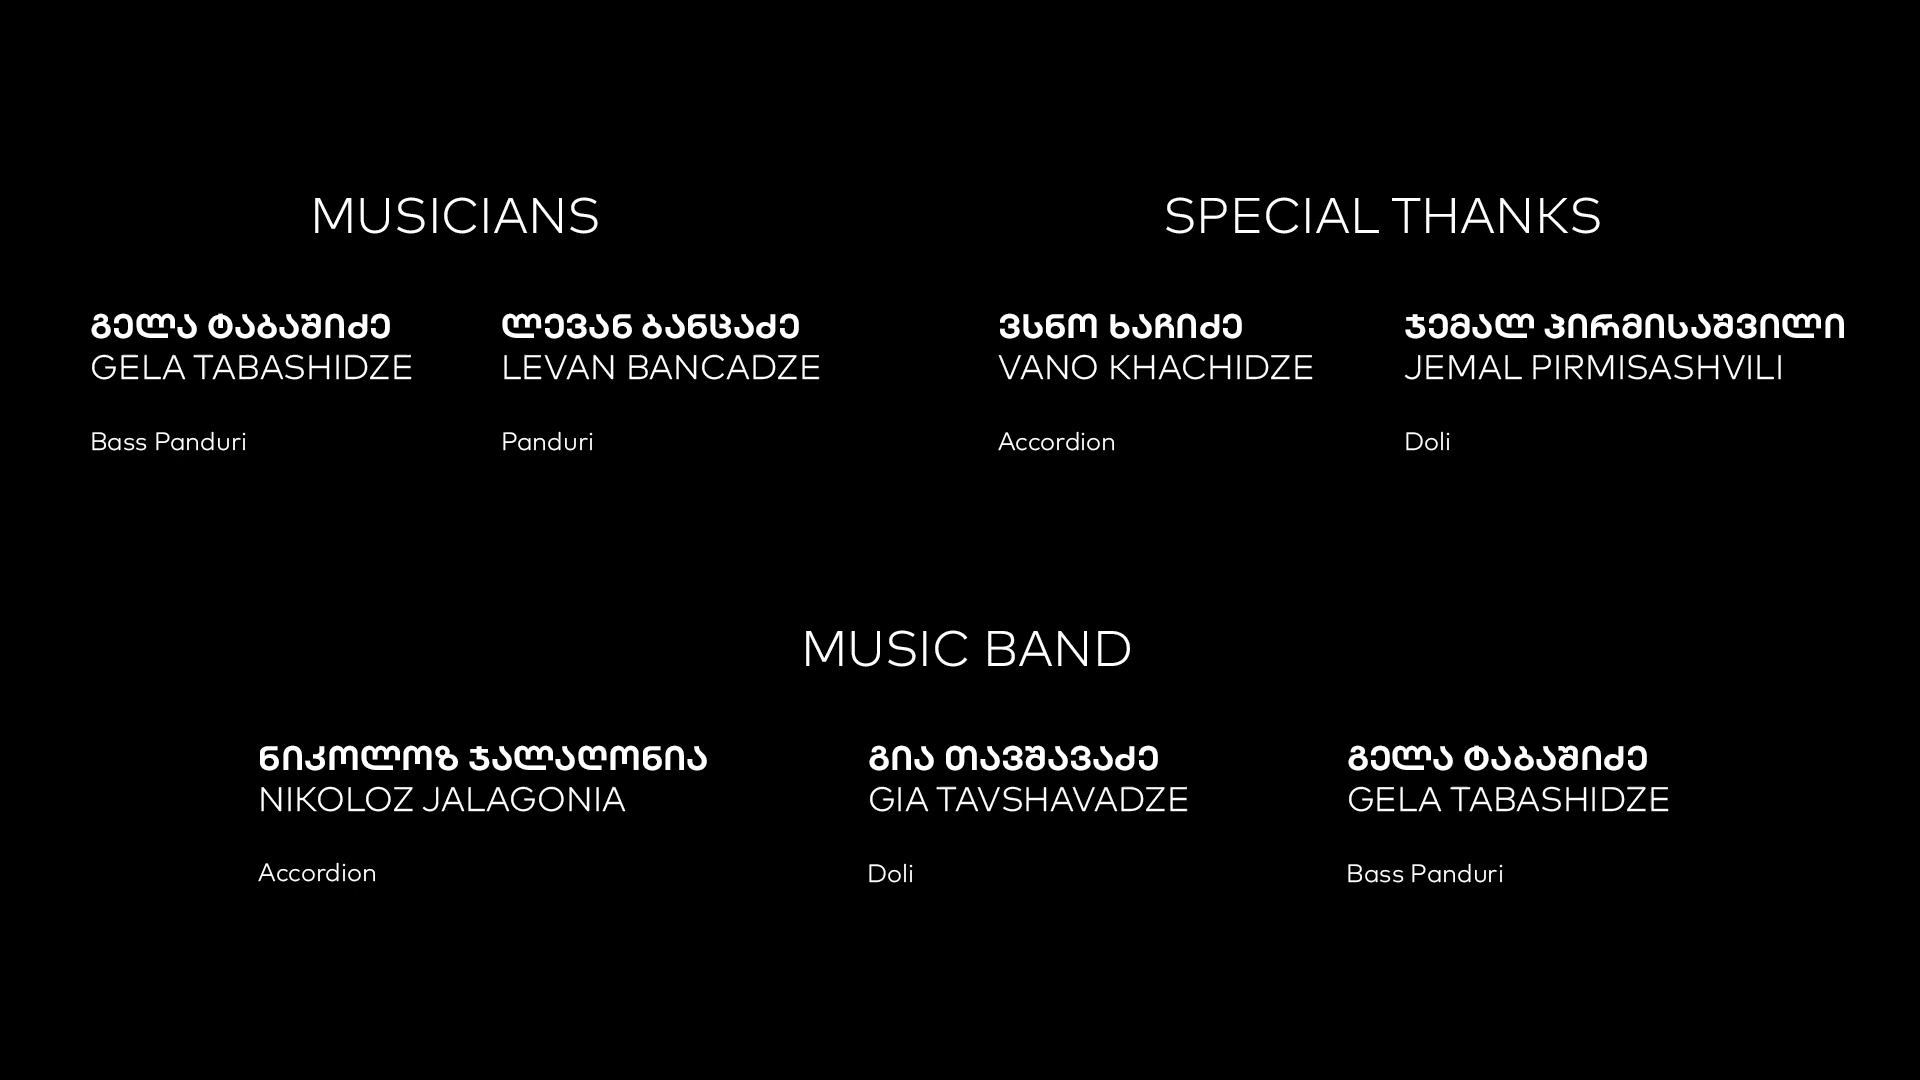 MUSICIANS
გელა ტაბაშიძე
GELA TABASHIDZE
Bass Panduri
ლევან ბანცაძე
LEVAN BANCADZE
Panduri
SPECIAL THANKS
ვსნო ხაჩიძე
VANO KHACHIDZE
Accordion
ჯემალ პირმისაშვილი
JEMAL PIRMISASHVILI
Doli
MUSIC BAND
ნიკოლოზ ჯალაღონია
NIKOLOZ JALAGONIA
Accordion
გია თავშავაძე
GIA TAVSHAVADZE
Doli
გელა ტაბაშიძე
GELA TABASHIDZE
Bass Panduri